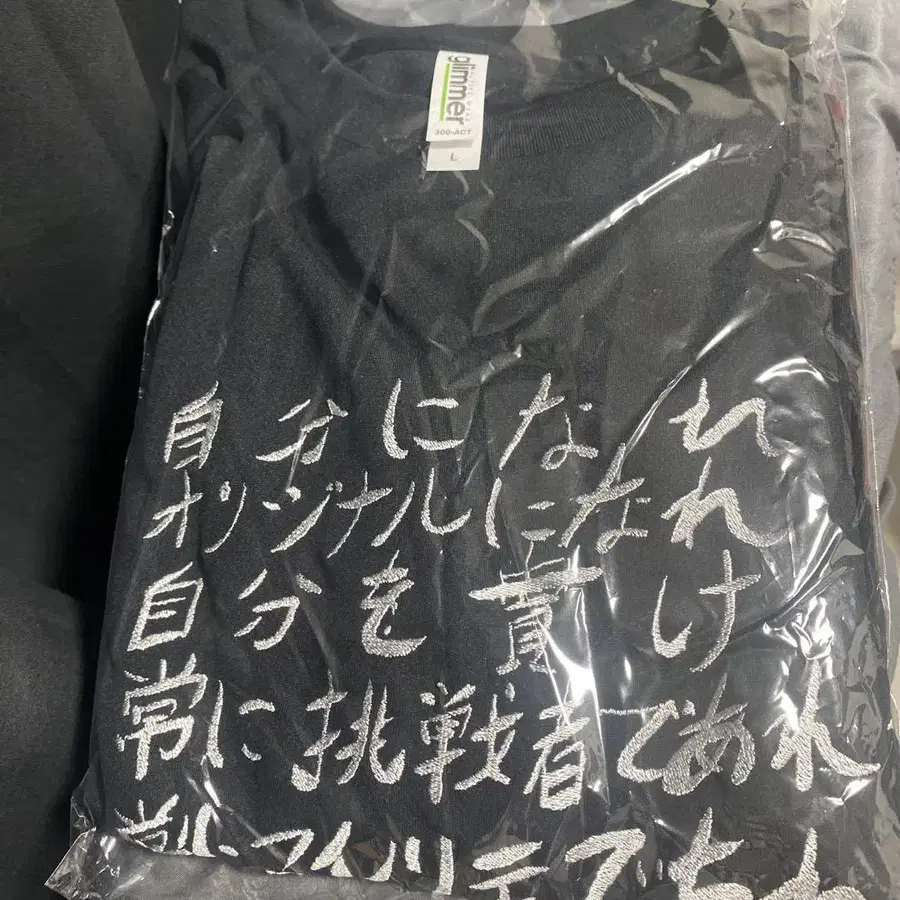 glimmer
300-ACT
L
自分になれ
オリジナルになれ
自分を貫け
常に挑戦者であれ